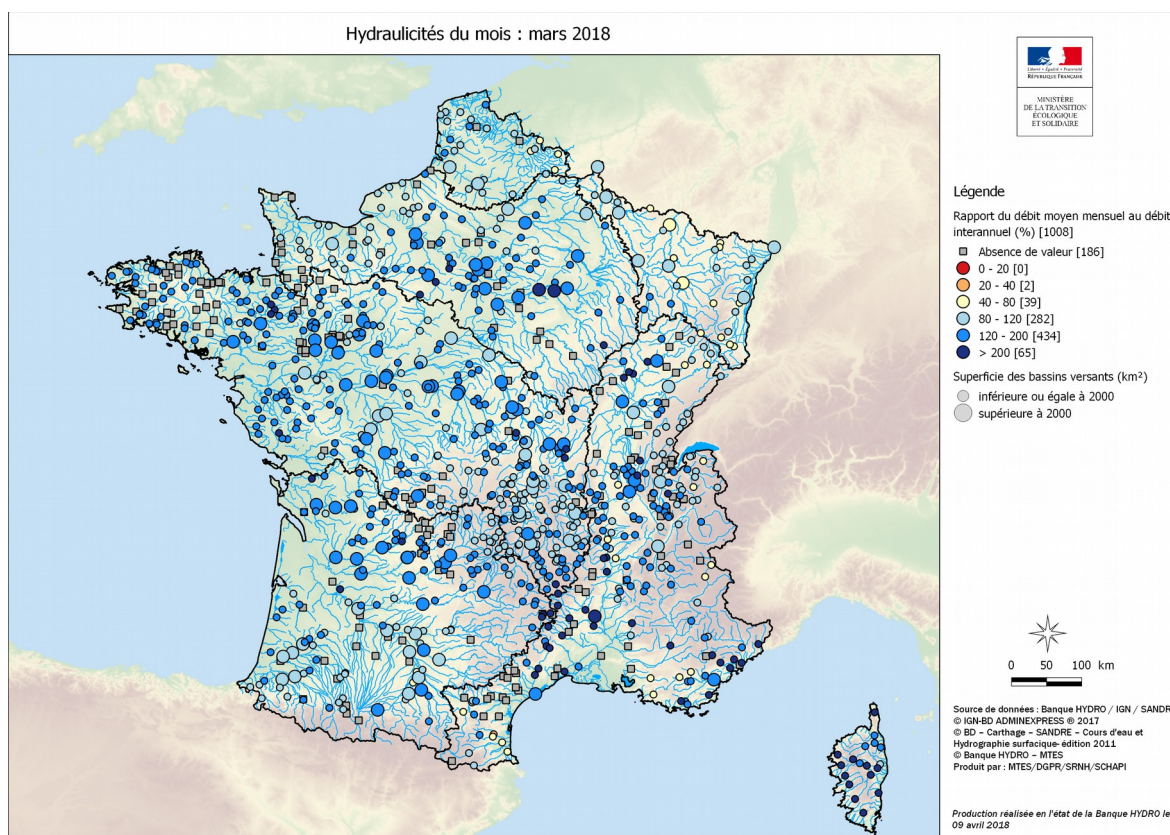 Hydraulicités du mois : mars 2018
Liberté • Égalité • Fraternité
RÉPUBLIQUE FRANÇAISE
MINISTÈRE
DE LA TRANSITION
ÉCOLOGIQUE
ET SOLIDAIRE
Légende
Rapport du débit moyen mensuel au débit
interannuel (%) [1008]
Absence de valeur [186]
0 - 20 [0]
20 - 40 [2]
40 - 80 [39]
80 - 120 [282]
120 - 200 [434]
> 200 [65]
Superficie des bassins versants (km²)
inférieure ou égale à 2000
supérieure à 2000
0 50 100 km
Source de données : Banque HYDRO / IGN / SANDRE
© IGN-BD ADMINEXPRESS ® 2017
© BD – Carthage – SANDRE – Cours d'eau et
Hydrographie surfacique- édition 2011
© Banque HYDRO – MTES
Produit par : MTES/DGPR/SRNH/SCHAPI
Production réalisée en l'état de la Banque HYDRO le
09 avril 2018